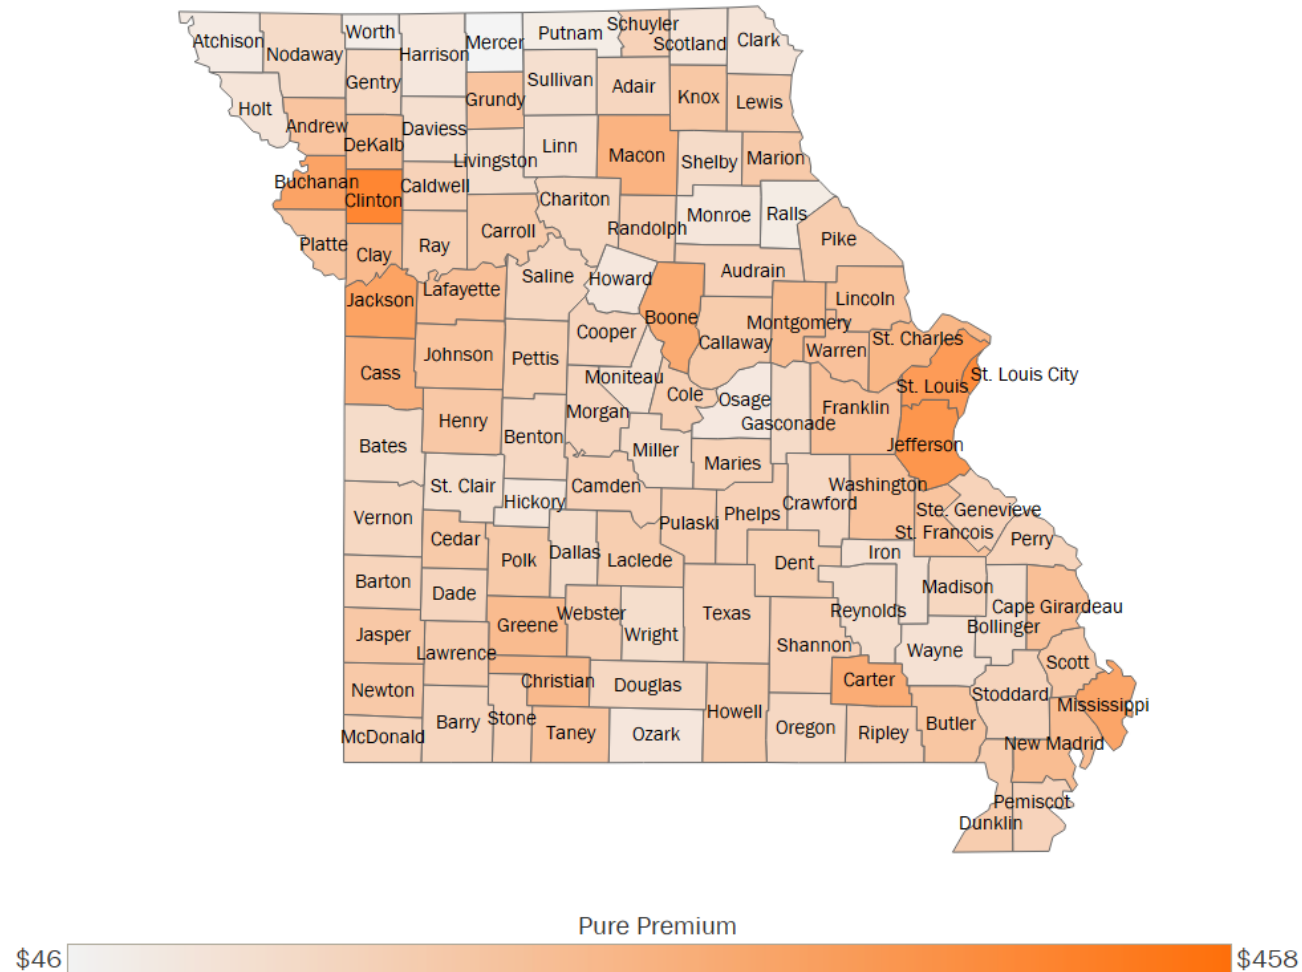 Atchison
Nodaway
Worth
Harrison
Mercer
Putnam
Schuyler
Scotland
Clark
Holt
Gentry
Grundy
Sullivan
Adair
Knox
Lewis
Andrew
DeKalb
Daviess
Livingston
Linn
Macon
Shelby
Marion
Buchanan
Clinton
Caldwell
Chariton
Randolph
Monroe
Ralls
Platte
Clay
Ray
Carroll
Pike
Saline
Howard
Audrain
Jackson
Lafayette
Boone
Lincoln
Cooper
Callaway
Montgomery
Warren
St. Charles
Johnson
Pettis
Cass
Moniteau
Cole
Osage
Gasconade
Franklin
St. Louis
St. Louis City
Henry
Morgan
Jefferson
Bates
Benton
Miller
Maries
St. Clair
Hickory
Camden
Crawford
Washington
Vernon
Pulaski
Phelps
Ste. Genevieve
St. Francois
Perry
Cedar
Polk
Dallas
Laclede
Dent
Iron
Barton
Dade
Madison
Cape Girardeau
Bollinger
Jasper
Greene
Webster
Wright
Texas
Reynolds
Lawrence
Shannon
Wayne
Scott
Newton
Christian
Douglas
Carter
Stoddard
Mississippi
McDonald
Barry
Stone
Taney
Ozark
Howell
Oregon
Ripley
Butler
New Madrid
Pemiscot
Dunklin
Pure Premium
$46
$458